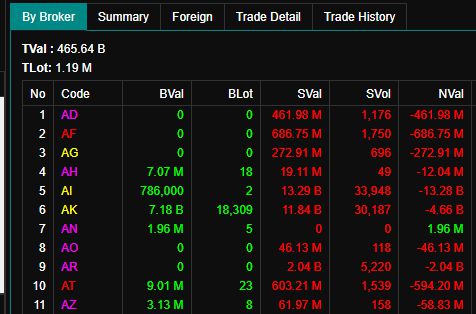 By Broker Summary Foreign Trade Detail Trade History
TVal : 465.64 B
TLot: 1.19 M
No Code BVal BLot SVal SVol NVal
1 AD 0 0 461.98 M 1,176 -461.98 M
2 AF 0 0 686.75 M 1,750 -686.75 M
3 AG 0 0 272.91 M 696 -272.91 M
4 AH 7.07 M 18 19.11 M 49 -12.04 M
5 AI 786,000 2 13.29 B 33,948 -13.28 B
6 AK 7.18 B 18,309 11.84 B 30,187 -4.66 B
7 AN 1.96 M 5 0 0 1.96 M
8 AO 0 0 46.13 M 118 -46.13 M
9 AR 0 0 2.04 B 5,220 -2.04 B
10 AT 9.01 M 23 603.21 M 1,539 -594.20 M
11 AZ 3.13 M 8 61.97 M 158 -58.83 M